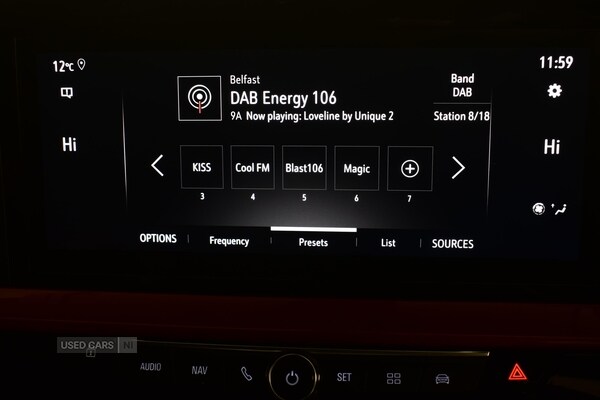 12°C
11:59
Belfast
DAB Energy 106
9A Now playing: Loveline by Unique 2
Band
DAB
Station 8/18
Hi
Hi
KISS
Cool FM
Blast106
Magic
3
4
5
6
7
OPTIONS
Frequency
Presets
List
SOURCES
USED CARS NI
AUDIO
NAV
SET